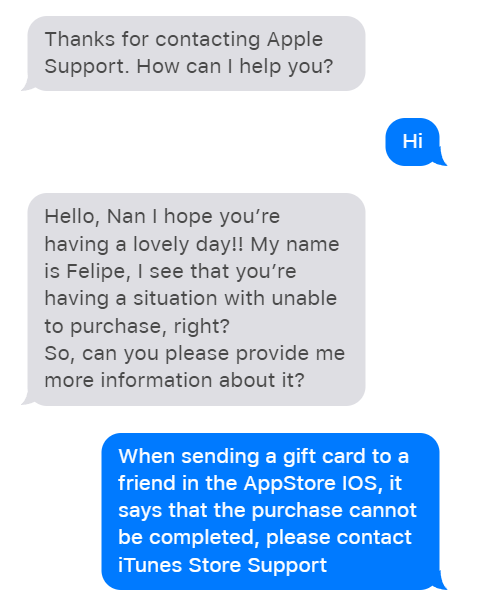 Thanks for contacting Apple
Support. How can I help you?
Hi
Hello, Nan I hope you’re
having a lovely day!! My name
is Felipe, I see that you’re
having a situation with unable
to purchase, right?
So, can you please provide me
more information about it?
When sending a gift card to a
friend in the AppStore IOS, it
says that the purchase cannot
be completed, please contact
iTunes Store Support